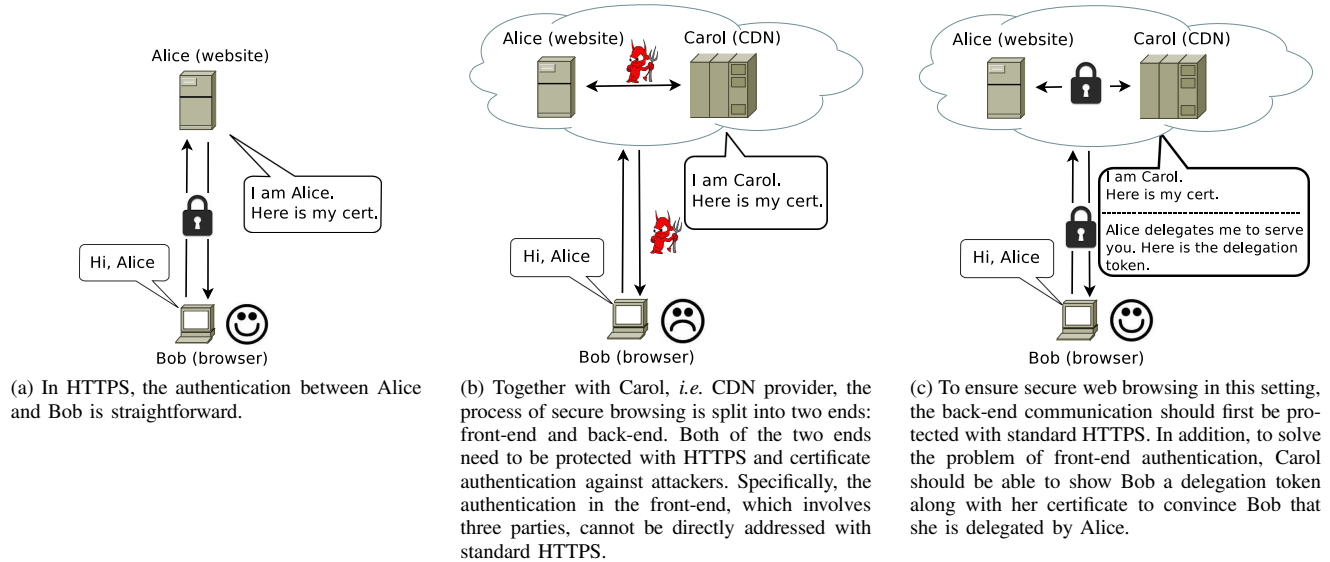 Alice (website)
I am Alice.
Here is my cert.
Hi, Alice
Bob (browser)
(a) In HTTPS, the authentication between Alice
and Bob is straightforward.
Alice (website)
Carol (CDN)
I am Carol.
Here is my cert.
Hi, Alice
Bob (browser)
(b) Together with Carol, i.e. CDN provider, the
process of secure browsing is split into two ends:
front-end and back-end. Both of the two ends
need to be protected with HTTPS and certificate
authentication against attackers. Specifically, the
authentication in the front-end, which involves
three parties, cannot be directly addressed with
standard HTTPS.
Alice (website)
Carol (CDN)
I am Carol.
Here is my cert.
Alice delegates me to serve
you. Here is the delegation
token.
Hi, Alice
Bob (browser)
(c) To ensure secure web browsing in this setting,
the back-end communication should first be pro-
tected with standard HTTPS. In addition, to solve
the problem of front-end authentication, Carol
should be able to show Bob a delegation token
along with her certificate to convince Bob that
she is delegated by Alice.